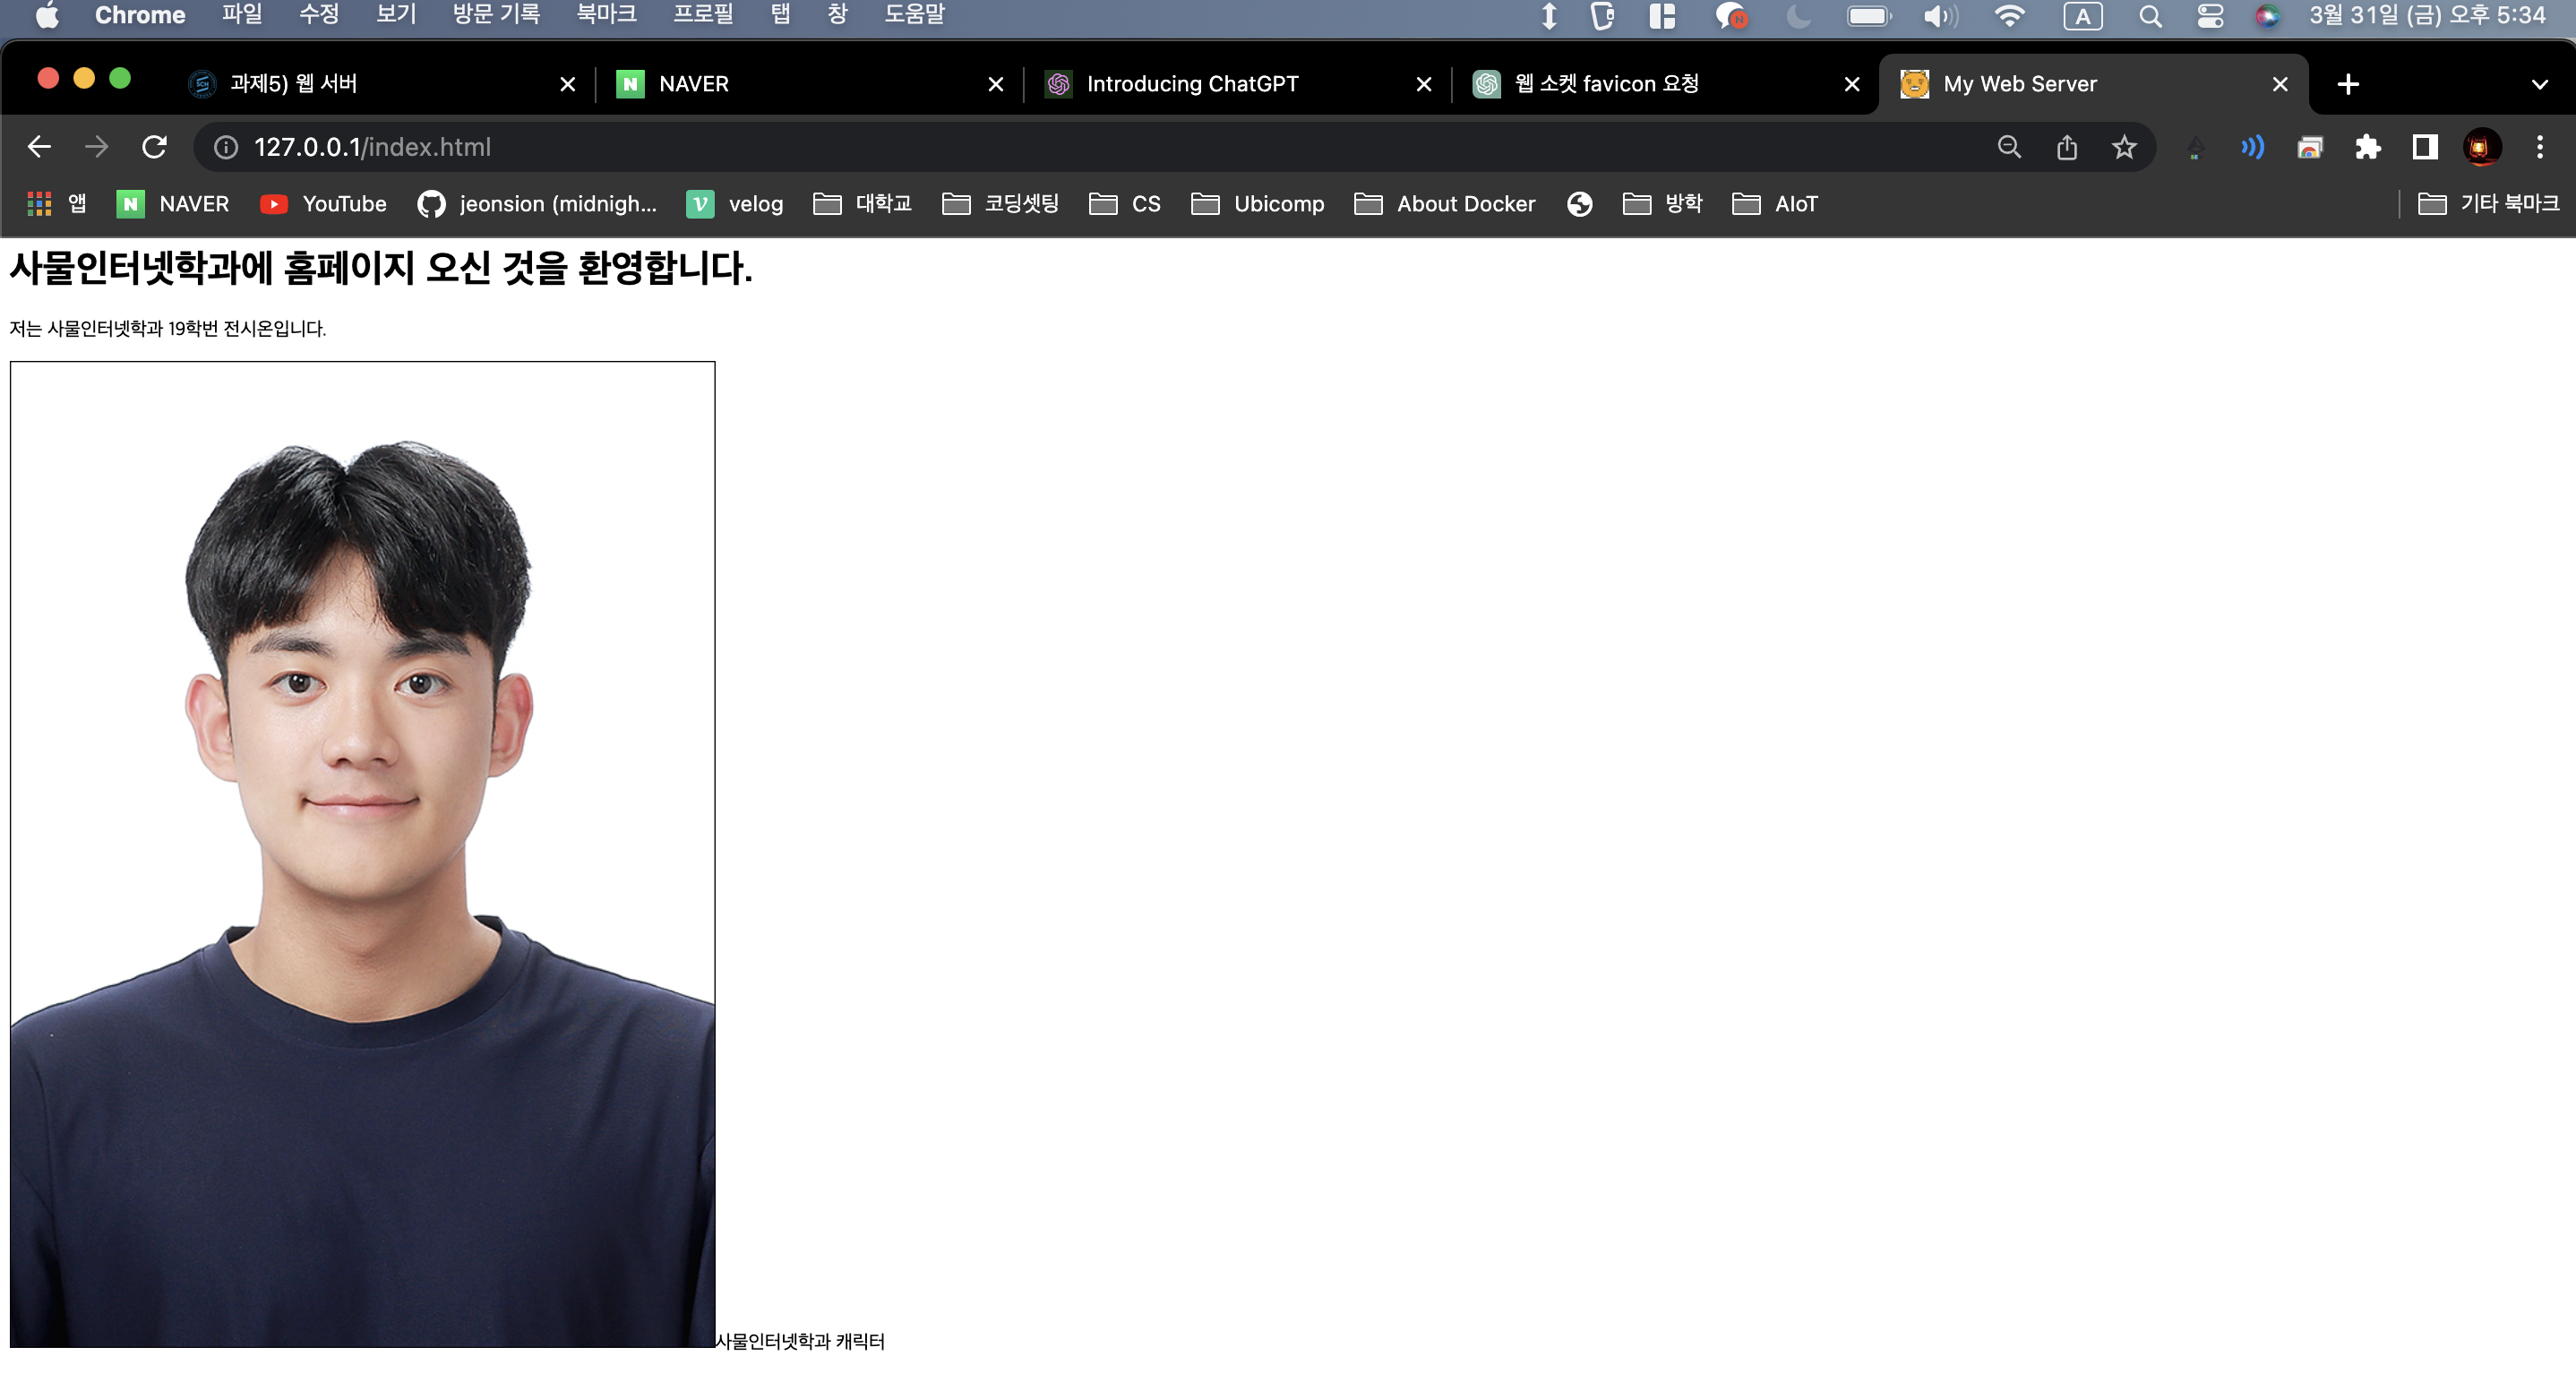 Chrome 파일 수정 보기 방문 기록 북마크 프로필 탭 창 도움말 A 3월 31일 (금) 오후 5:34
과제5) 웹 서버 NAVER Introducing ChatGPT 웹 소켓 favicon 요청 My Web Server
127.0.0.1/index.html
앱 NAVER YouTube jeonsion (midnigh... velog 대학교 코딩셋팅 CS Ubicomp About Docker 방학 AIoT 기타 북마크
사물인터넷학과에 홈페이지 오신 것을 환영합니다.
저는 사물인터넷학과 19학번 전시온입니다.
사물인터넷학과 캐릭터